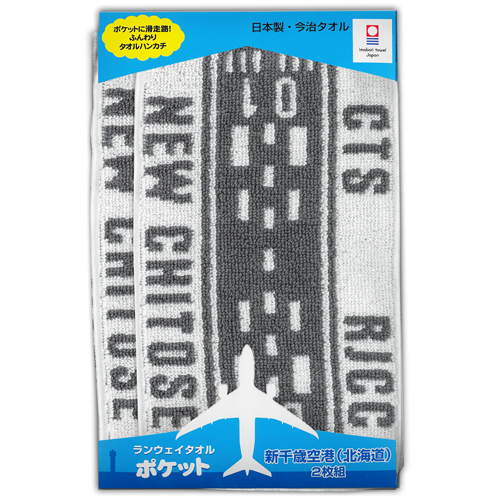 ポケットに滑走路!
ふんわり
タオルハンカチ
日本製・今治タオル
imabari towel
Japan
10
CTS
RJCC
NEW CHITOSE
NEW CHITOSE
ランウェイタオル
ポケット
新千歳空港(北海道)
2枚組